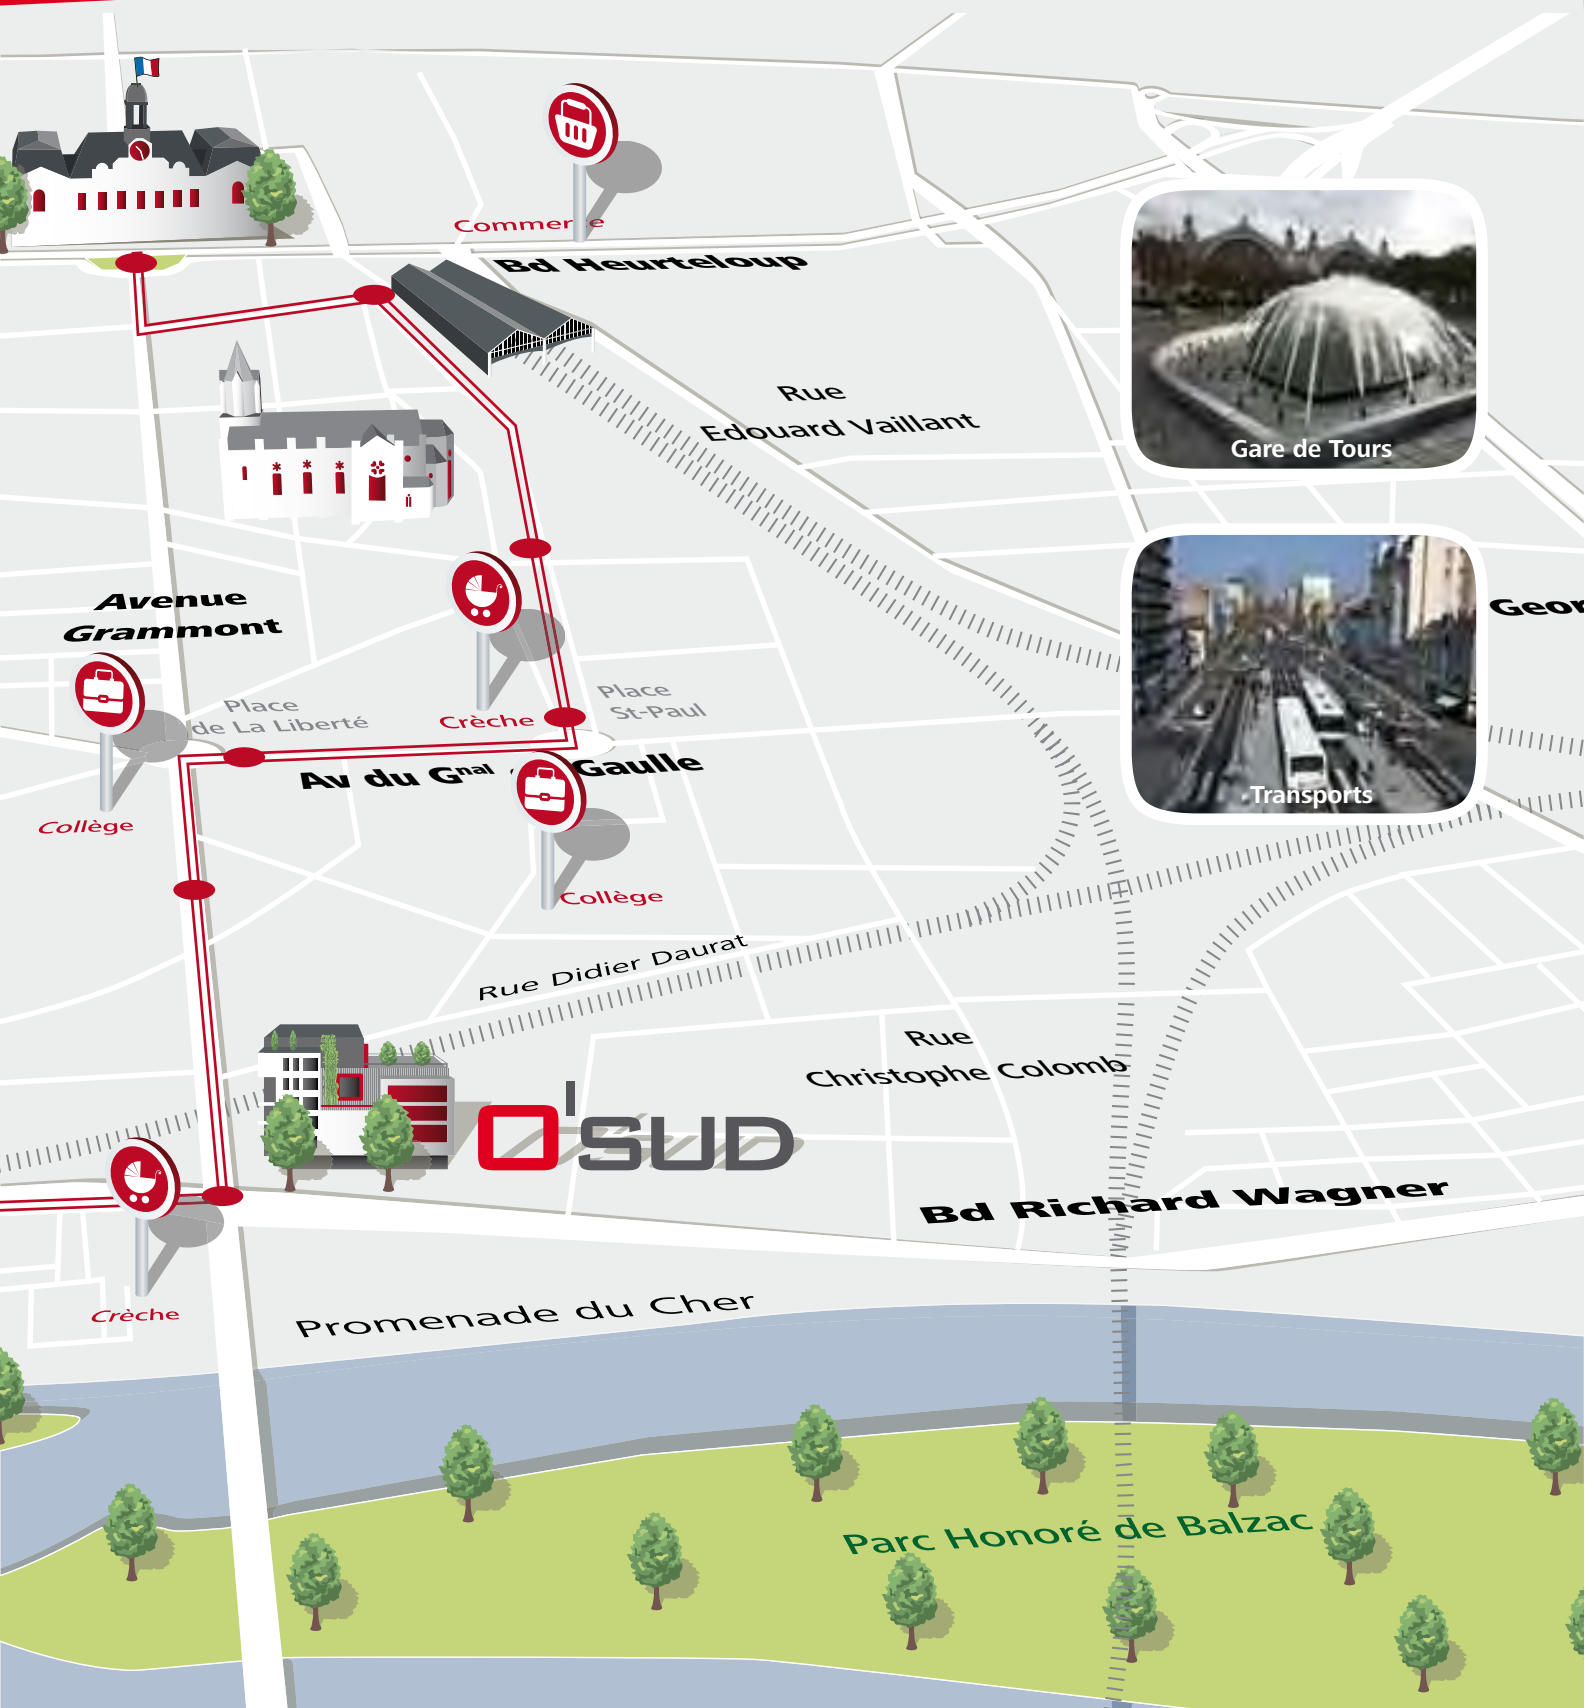 Commerce
Bd Heurteloup
Rue
Edouard Vaillant
Gare de Tours
Avenue
Grammont
Geor
Place
de La Liberté
Place
St-Paul
Crèche
Av du Gnal Gaulle
Transports
Collège
Collège
Rue Didier Daurat
Rue
Christophe Colomb
O'SUD
Bd Richard Wagner
Crèche
Promenade du Cher
Parc Honoré de Balzac